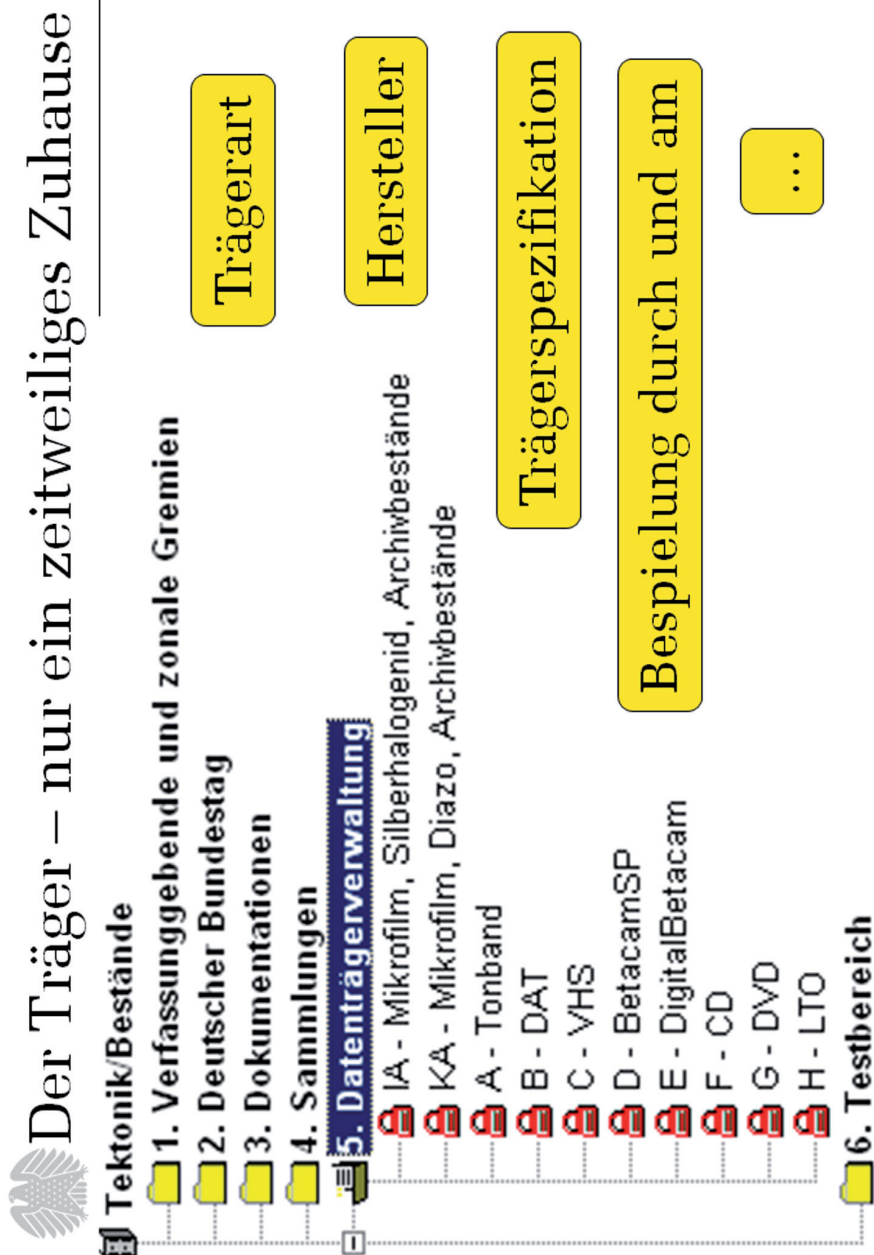 Der Träger – nur ein zeitweiliges Zuhause
Tektonik/Bestände
1. Verfassunggebende und zonale Gremien
2. Deutscher Bundestag
3. Dokumentationen
4. Sammlungen
5. Datenträgerverwaltung
IA - Mikrofilm, Silberhalogenid, Archivbestände
KA - Mikrofilm, Diazo, Archivbestände
A - Tonband
B - DAT
C - VHS
D - BetacamSP
E - DigitalBetacam
F - CD
G - DVD
H - LTO
6. Testbereich
Trägerart
Hersteller
Trägerspezifikation
Bespielung durch und am
...